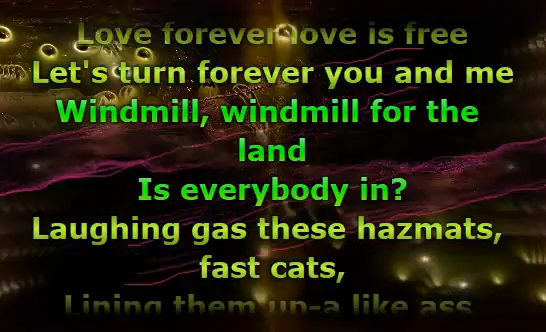 Love forever love is free
Let's turn forever you and me
Windmill, windmill for the
land
Is everybody in?
Laughing gas these hazmats,
fast cats,
Lining them up-a like ass